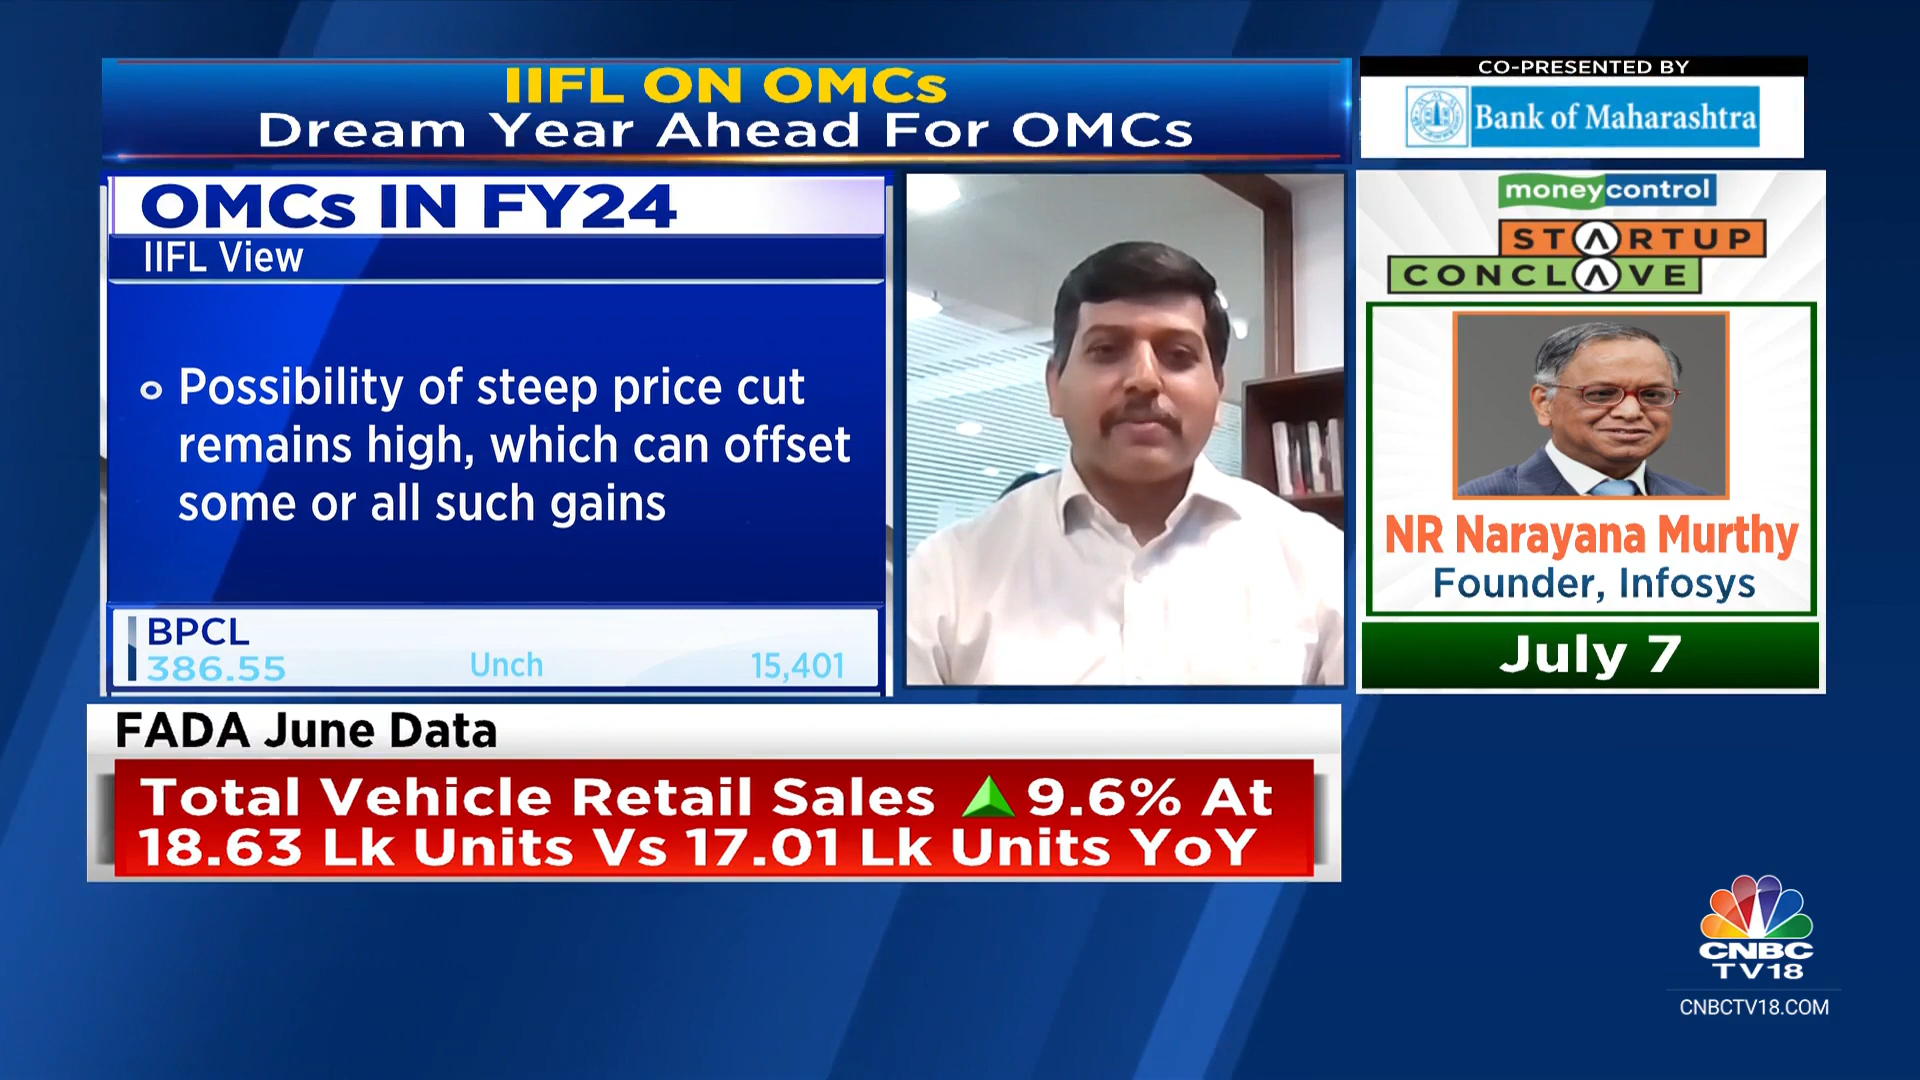 IIFL ON OMCs
Dream Year Ahead For OMCs
OMCs IN FY24
IIFL View
Possibility of steep price cut
remains high, which can offset
some or all such gains
BPCL
386.55 Unch 15,401
CO-PRESENTED BY
Bank of Maharashtra
moneycontrol
STARTUP
CONCLAVE
NR Narayana Murthy
Founder, Infosys
July 7
FADA June Data
Total Vehicle Retail Sales ▲ 9.6% At
18.63 Lk Units Vs 17.01 Lk Units YoY
CNBC
TV18
CNBCTV18.COM